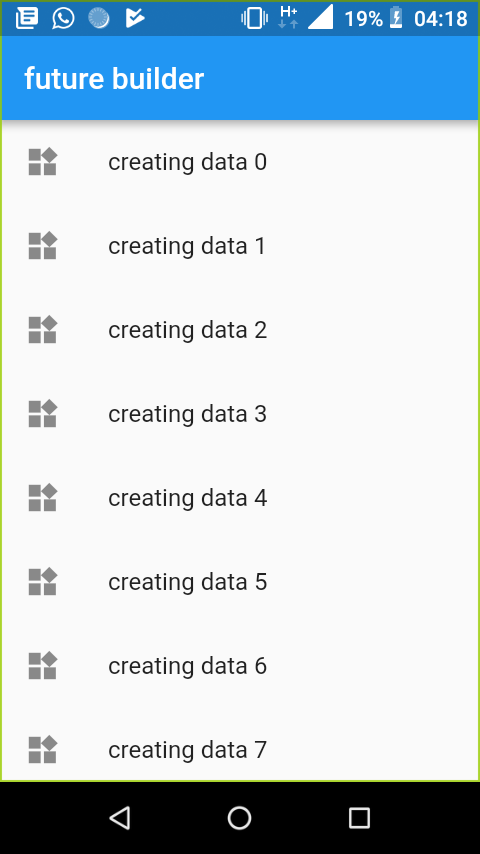 H+ 19% 04:18
future builder
creating data 0
creating data 1
creating data 2
creating data 3
creating data 4
creating data 5
creating data 6
creating data 7